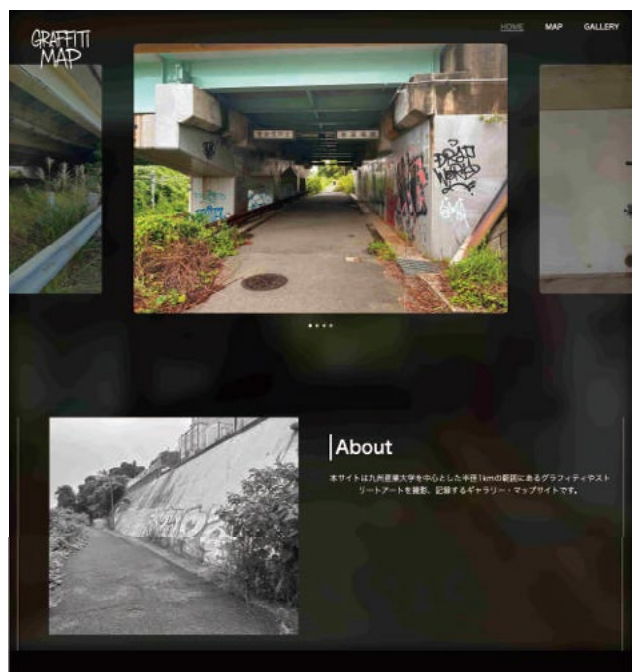 GRAFFITI
MAP
HOME
MAP
GALLERY
About
本サイトは九州産業大学を中心とした半径1kmの範囲にあるグラフィティやスト
リートアートを撮影、記録するギャラリー・マップサイトです。